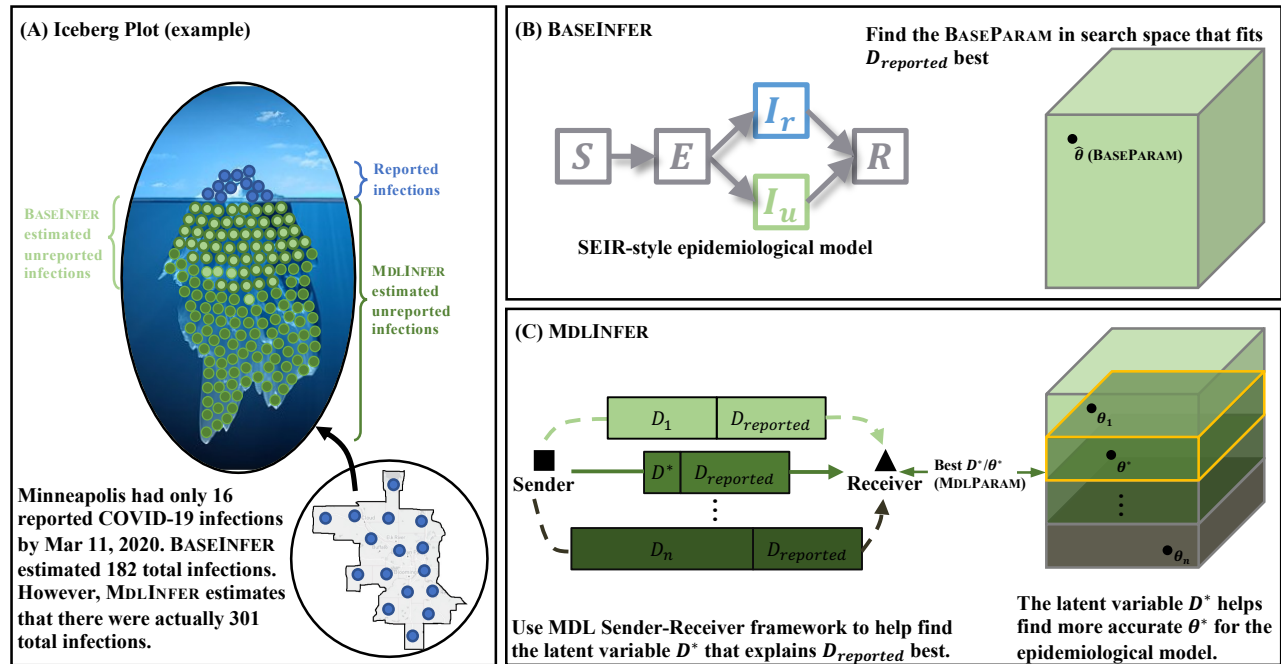 (A) Iceberg Plot (example)
Reported
infections
BASEINFER
estimated
unreported
infections
MDLINFER
estimated
unreported
infections
Minneapolis had only 16
reported COVID-19 infections
by Mar 11, 2020. BASEINFER
estimated 182 total infections.
However, MDLINFER estimates
that there were actually 301
total infections.
(B) BASEINFER
Find the BASEPARAM in search space that fits
D_reported best
S
E
I_r
I_u
R
SEIR-style epidemiological model
θ̂ (BASEPARAM)
(C) MDLINFER
D_1 D_reported
Sender
D* D_reported
Receiver
⋮
D_n D_reported
Best D*/θ*
(MDLPARAM)
θ_1
θ*
⋮
θ_n
Use MDL Sender-Receiver framework to help find
the latent variable D* that explains D_reported best.
The latent variable D* helps
find more accurate θ* for the
epidemiological model.